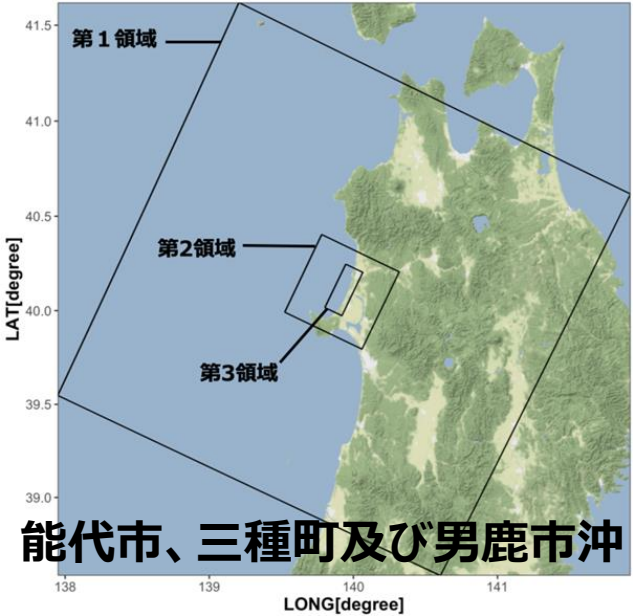 41.5
第１領域
41.0
40.5
第2領域
LAT[degree]
40.0
第3領域
39.5
39.0
能代市、三種町及び男鹿市沖
138 139 140 141
LONG[degree]